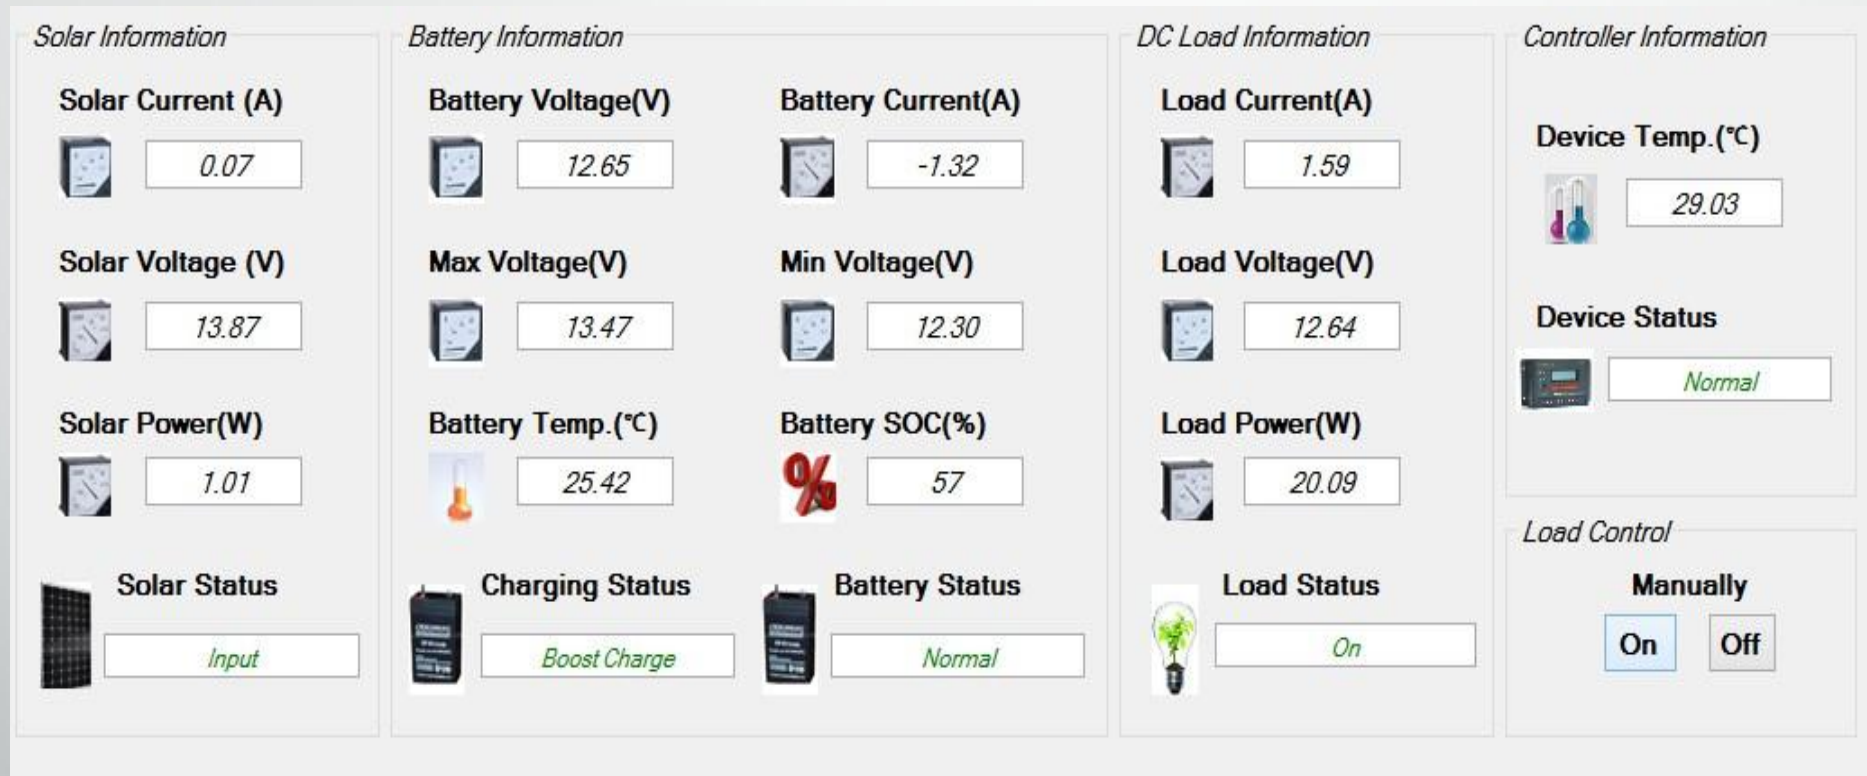 Solar Information
Solar Current (A)
0.07
Solar Voltage (V)
13.87
Solar Power(W)
1.01
Solar Status
Input
Battery Information
Battery Voltage(V)
12.65
Battery Current(A)
-1.32
Max Voltage(V)
13.47
Min Voltage(V)
12.30
Battery Temp.(℃)
25.42
Battery SOC(%)
57
%
Charging Status
Boost Charge
Battery Status
Normal
DC Load Information
Load Current(A)
1.59
Load Voltage(V)
12.64
Load Power(W)
20.09
Load Status
On
Controller Information
Device Temp.(℃)
29.03
Device Status
Normal
Load Control
Manually
On
Off